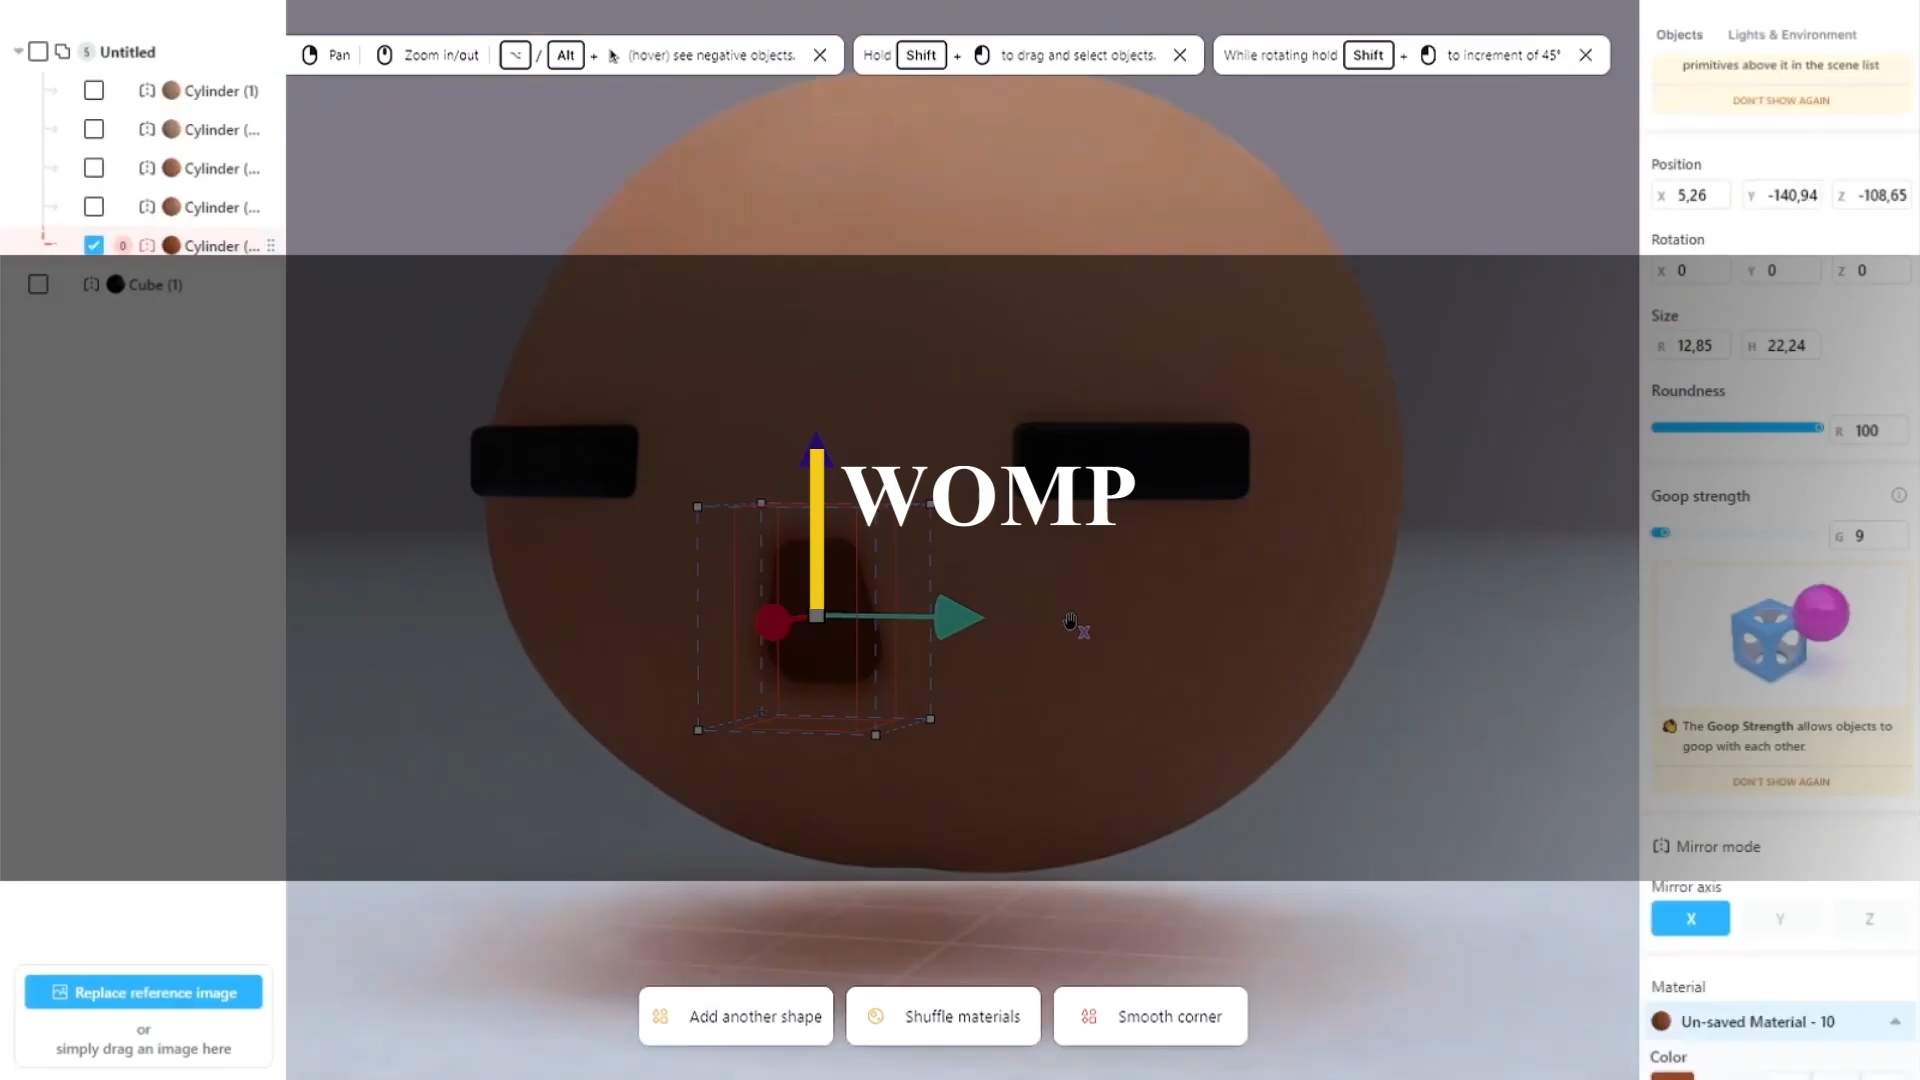 5 Untitled
Cylinder (1)
Cylinder (...
Cylinder (...
Cylinder (...
0 Cylinder (...
Cube (1)
Replace reference image
or
simply drag an image here
Pan
Zoom in/out
⌥ / Alt + (hover) see negative objects.
Hold Shift + to drag and select objects.
While rotating hold Shift + to increment of 45°
WOMP
X
Add another shape
Shuffle materials
Smooth corner
Objects
Lights & Environment
primitives above it in the scene list
DON'T SHOW AGAIN
Position
X 5,26 Y -140,94 Z -108,65
Rotation
X 0 Y 0 Z 0
Size
R 12,85 H 22,24
Roundness
R 100
Goop strength
G 9
The Goop Strength allows objects to
goop with each other.
DON'T SHOW AGAIN
Mirror mode
Mirror axis
X Y Z
Material
Un-saved Material - 10
Color